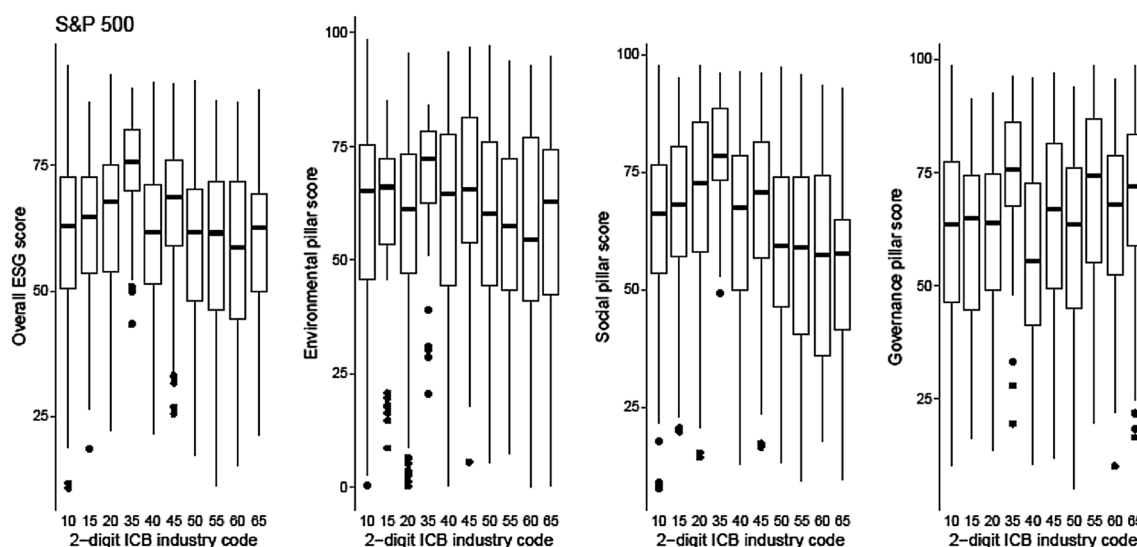 S&P 500
Overall ESG score
75
50
25
10 15 20 35 40 45 50 55 60 65
2-digit ICB industry code
Environmental pillar score
100
75
50
25
0
10 15 20 35 40 45 50 55 60 65
2-digit ICB industry code
Social pillar score
100
75
50
25
10 15 20 35 40 45 50 55 60 65
2-digit ICB industry code
Governance pillar score
100
75
50
25
10 15 20 35 40 45 50 55 60 65
2-digit ICB industry code